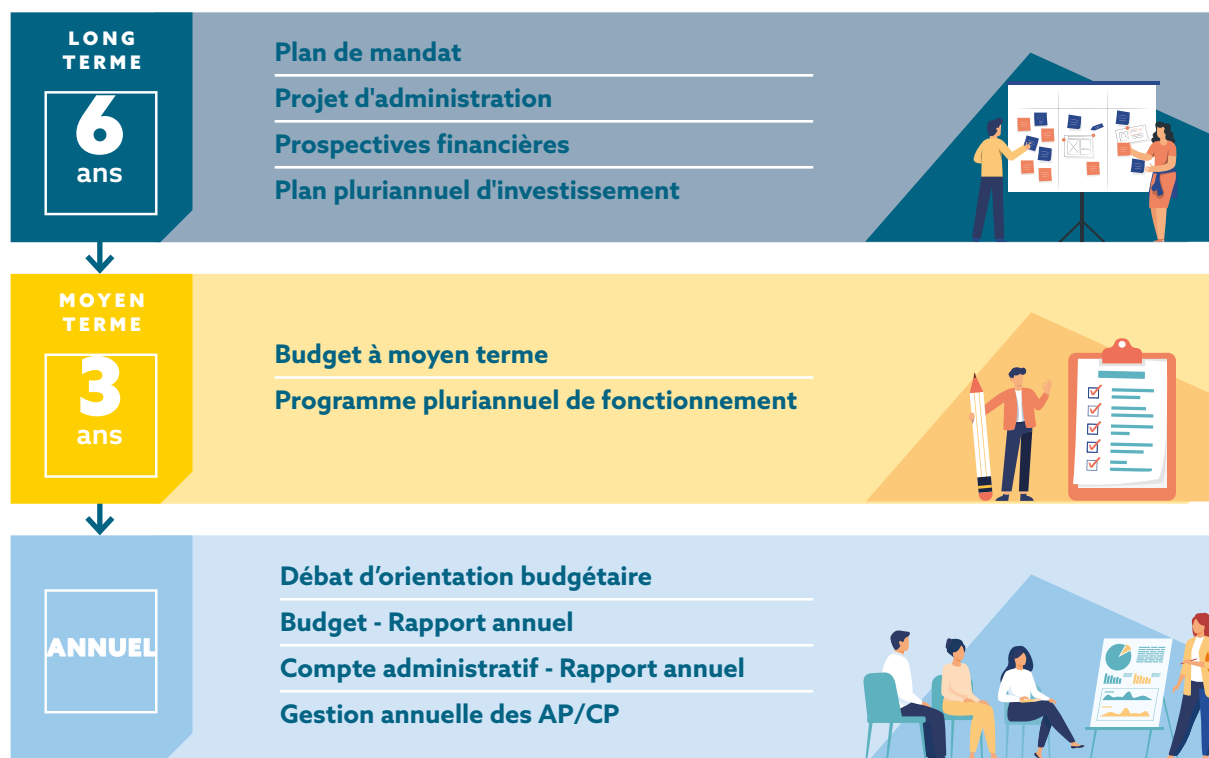 LONG
TERME
6
ans
Plan de mandat
Projet d'administration
Prospectives financières
Plan pluriannuel d'investissement
MOYEN
TERME
3
ans
Budget à moyen terme
Programme pluriannuel de fonctionnement
ANNUEL
Débat d’orientation budgétaire
Budget - Rapport annuel
Compte administratif - Rapport annuel
Gestion annuelle des AP/CP